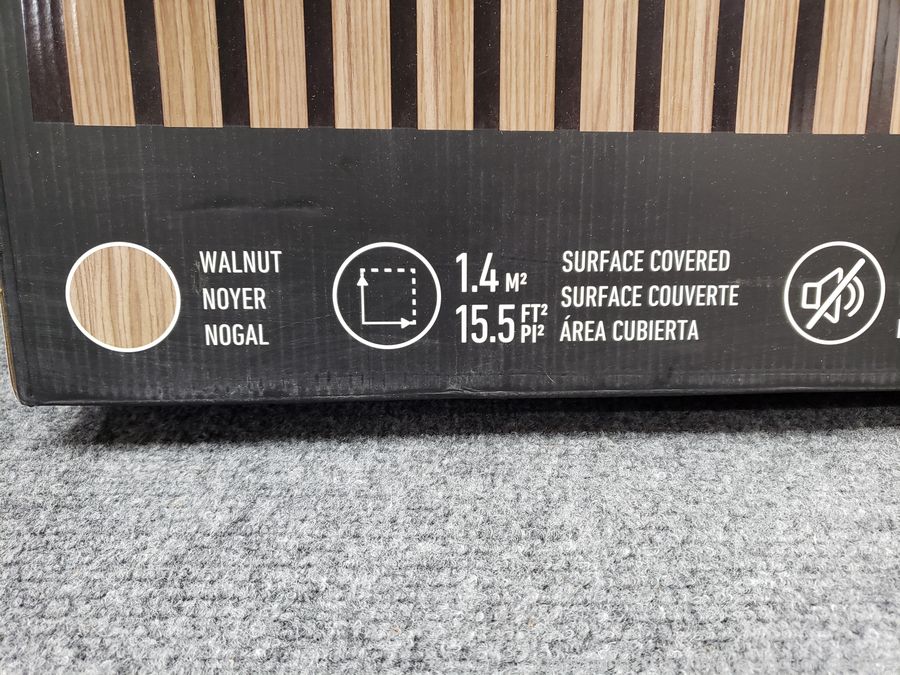 WALNUT
NOYER
NOGAL
1.4 M²
15.5 FT² PI²
SURFACE COVERED
SURFACE COUVERTE
ÁREA CUBIERTA